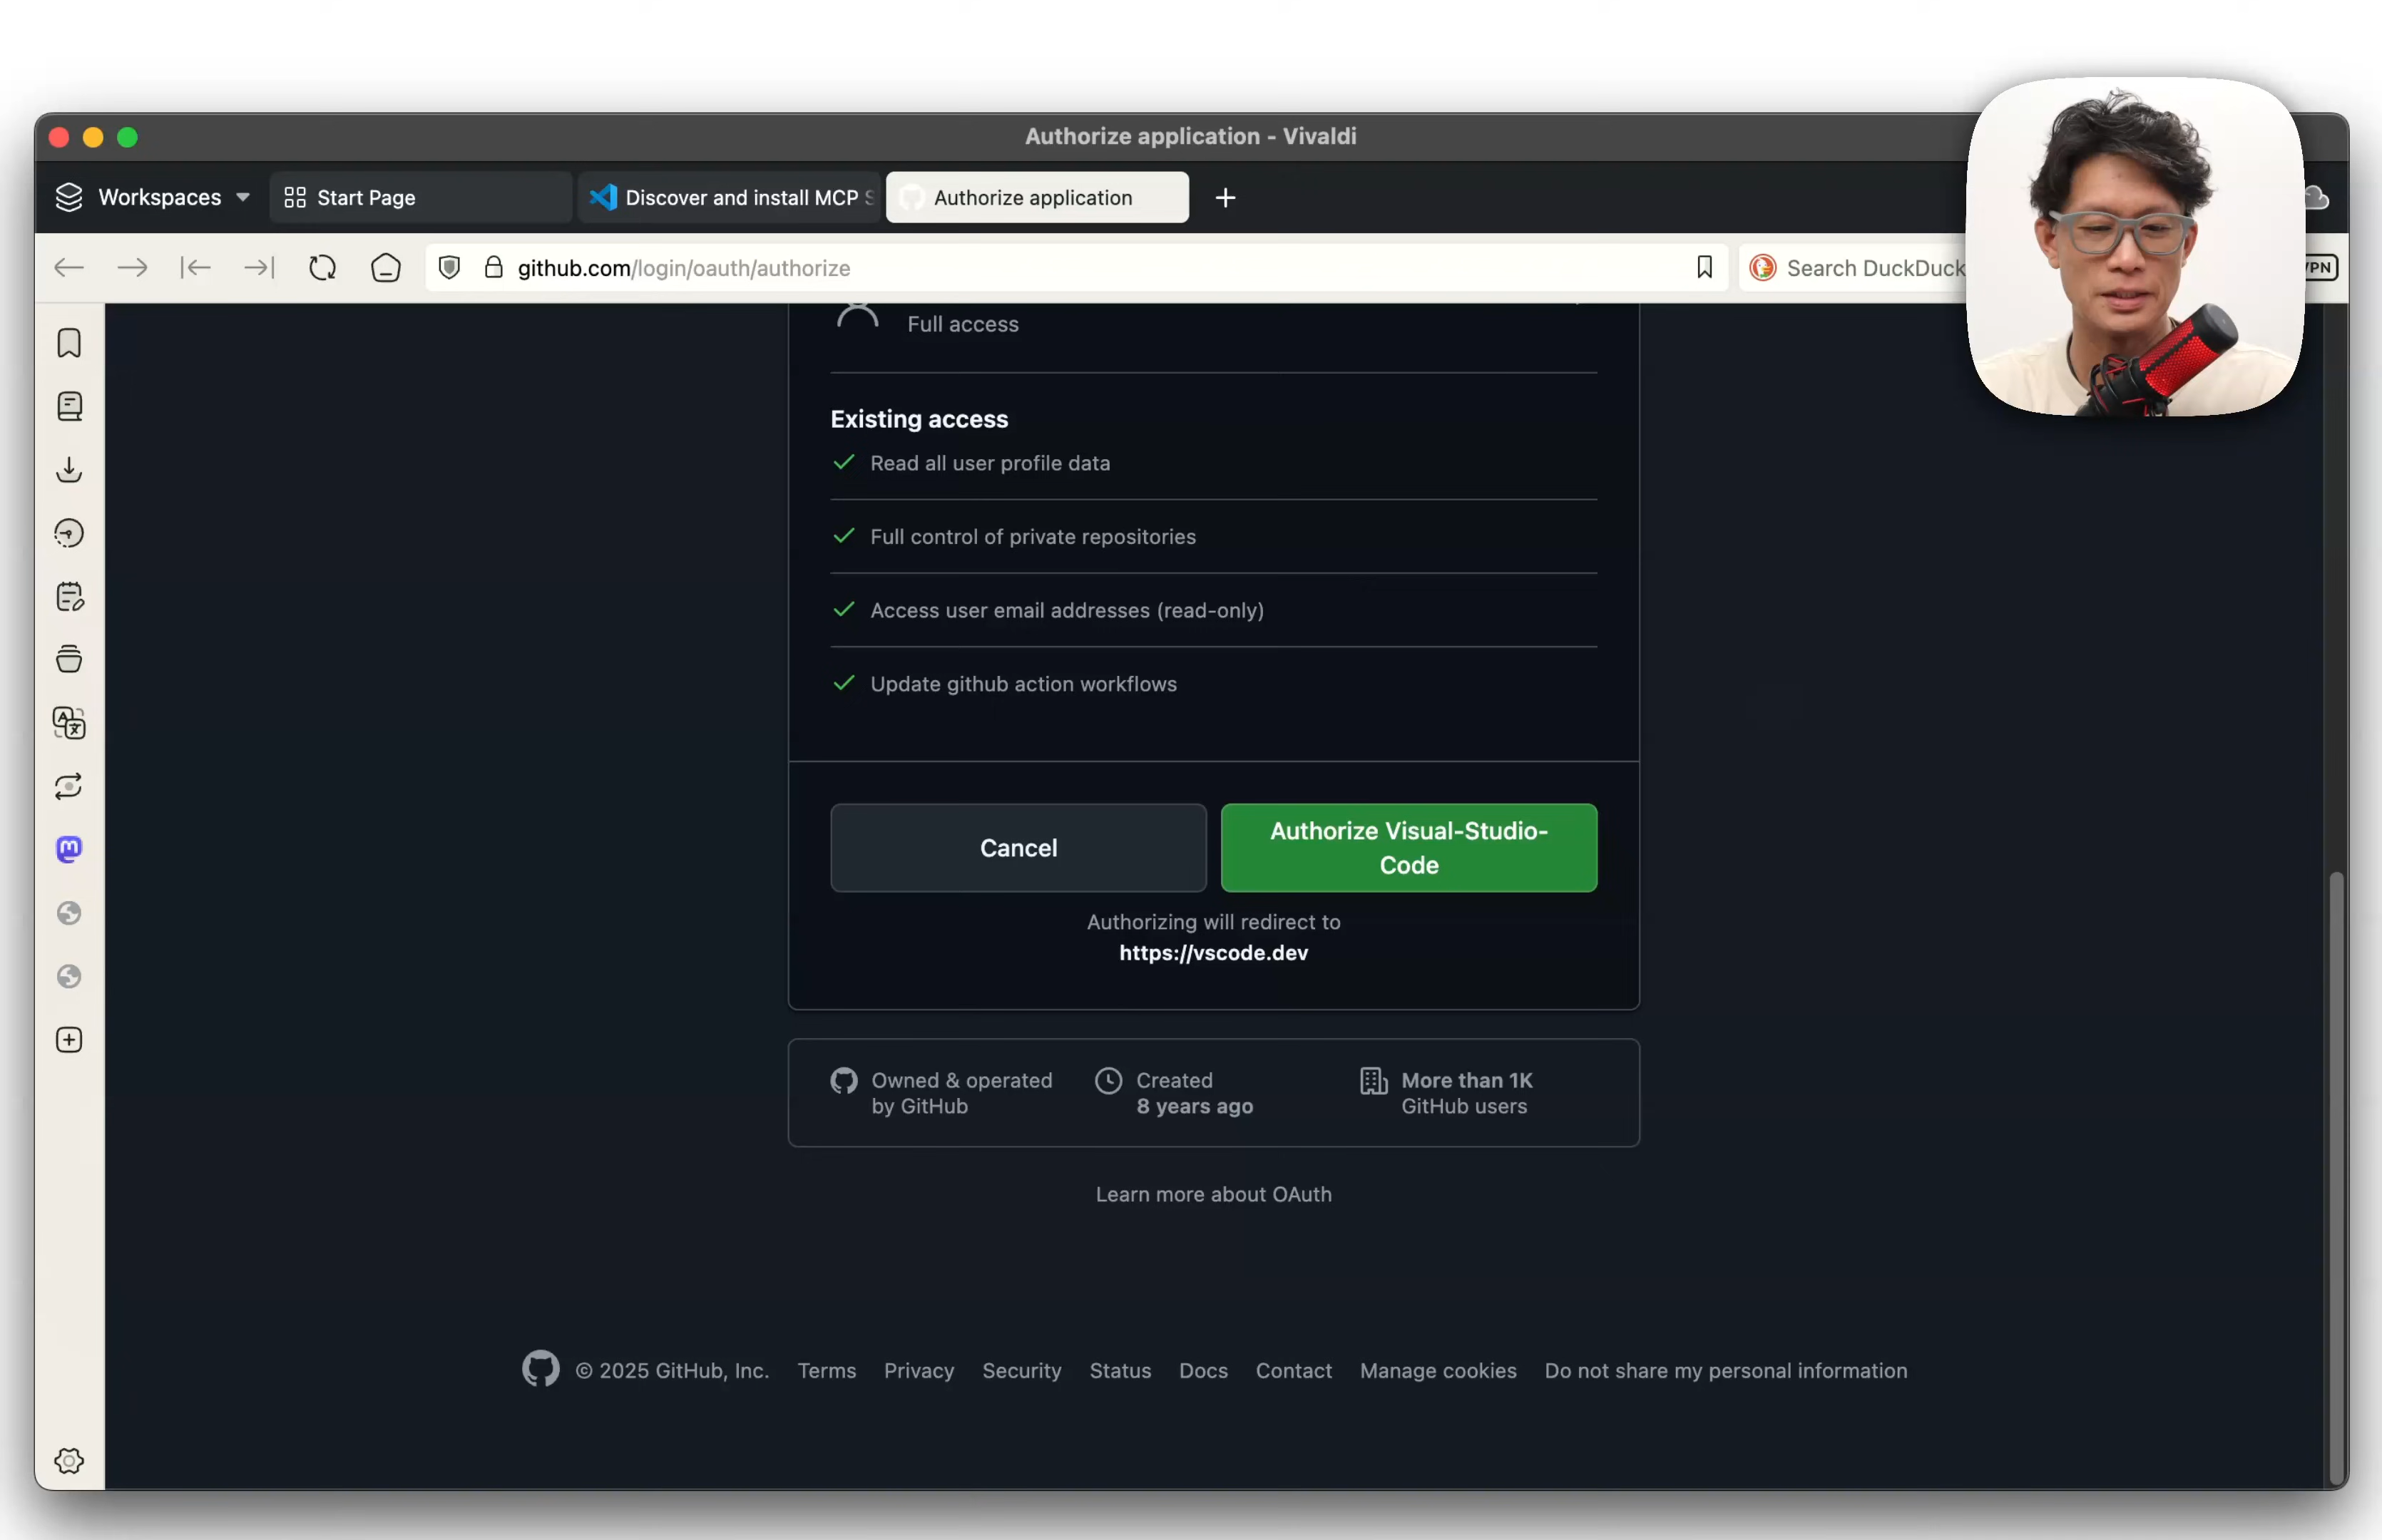 Authorize application - Vivaldi
Workspaces
Start Page
Discover and install MCP
Authorize application
github.com/login/oauth/authorize
Search DuckDuck
VPN
Full access
Existing access
Read all user profile data
Full control of private repositories
Access user email addresses (read-only)
Update github action workflows
Cancel
Authorize Visual-Studio-
Code
Authorizing will redirect to
https://vscode.dev
Owned & operated
by GitHub
Created
8 years ago
More than 1K
GitHub users
Learn more about OAuth
© 2025 GitHub, Inc. Terms Privacy Security Status Docs Contact Manage cookies Do not share my personal information